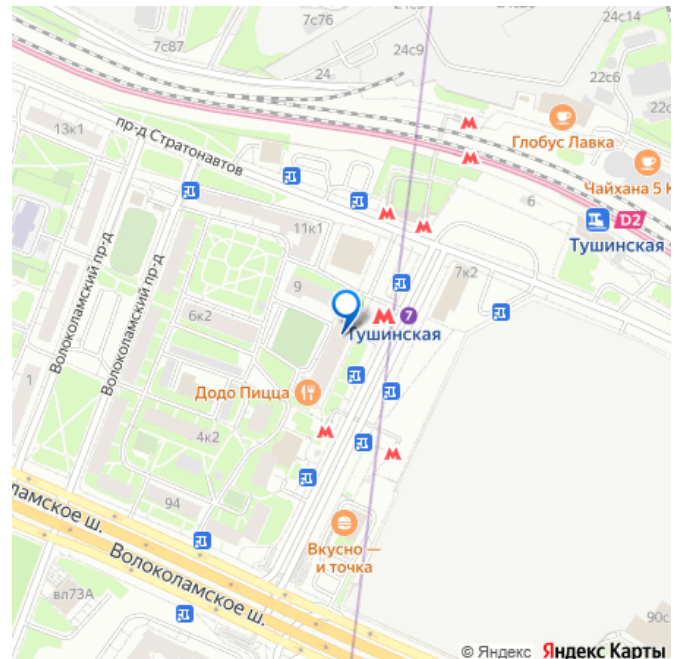 7с76
7с87
24с9
24
24с14
22с6
22с
13к1
пр-д Стратонавтов
Глобус Лавка
Чайхана 5 К
6
D2
Тушинская
11к1
7к2
9
7
Тушинская
Волоколамский пр-д
Волоколамский пр-д
6к2
1
Додо Пицца
4к2
94
ламское ш.
Волоколамское ш.
Вкусно —
и точка
вл73А
90с
© Яндекс Яндекс Карты